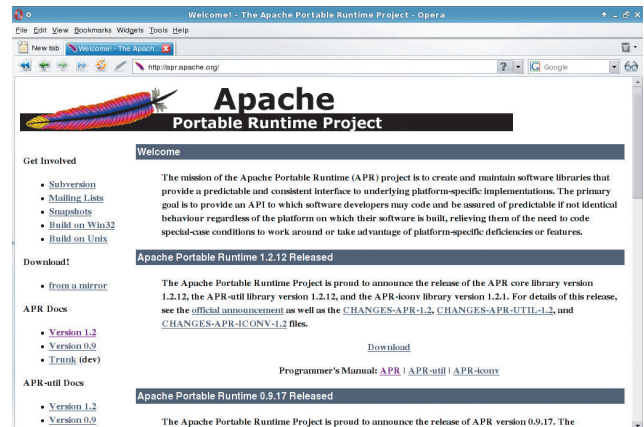 Welcome! - The Apache Portable Runtime Project - Opera
File Edit View Bookmarks Widgets Tools Help
New tab
Welcome! - The Apach...
http://apr.apache.org/
?
G Google
Apache
Portable Runtime Project
Get Involved
Subversion
Mailing Lists
Snapshots
Build on Win32
Build on Unix
Download!
from a mirror
APR Docs
Version 1.2
Version 0.9
Trunk (dev)
APR-util Docs
Version 1.2
Version 0.9
Welcome
The mission of the Apache Portable Runtime (APR) project is to create and maintain software libraries that
provide a predictable and consistent interface to underlying platform-specific implementations. The primary
goal is to provide an API to which software developers may code and be assured of predictable if not identical
behaviour regardless of the platform on which their software is built, relieving them of the need to code
special-case conditions to work around or take advantage of platform-specific deficiencies or features.
Apache Portable Runtime 1.2.12 Released
The Apache Portable Runtime Project is proud to announce the release of the APR core library version
1.2.12, the APR-util library version 1.2.12, and the APR-iconv library version 1.2.1. For details of this release,
see the official announcement as well as the CHANGES-APR-1.2, CHANGES-APR-UTIL-1.2, and
CHANGES-APR-ICONV-1.2 files.
Download
Programmer's Manual: APR | APR-util | APR-iconv
Apache Portable Runtime 0.9.17 Released
The Apache Portable Runtime Project is proud to announce the release of APR version 0.9.17. The